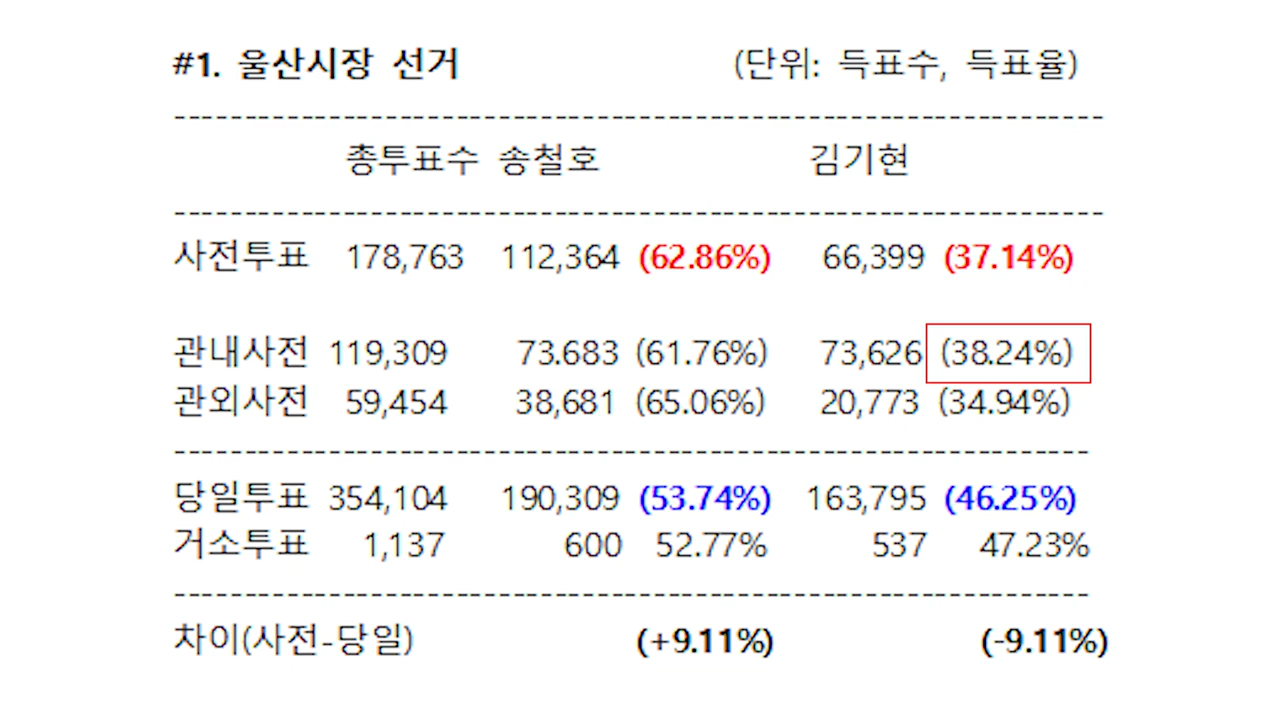 #1. 울산시장 선거 (단위: 득표수, 득표율)
총투표수 송철호 김기현
사전투표 178,763 112,364 (62.86%) 66,399 (37.14%)
관내사전 119,309 73.683 (61.76%) 73,626 (38.24%)
관외사전 59,454 38,681 (65.06%) 20,773 (34.94%)
당일투표 354,104 190,309 (53.74%) 163,795 (46.25%)
거소투표 1,137 600 52.77% 537 47.23%
차이(사전-당일) (+9.11%) (-9.11%)